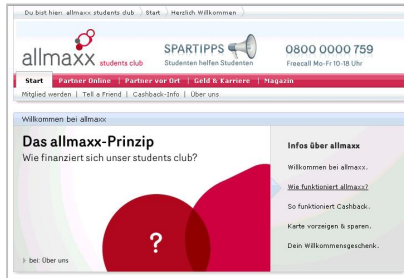 Du bist hier: allmaxx students club 〉 Start 〉 Herzlich Willkommen 〉
allmaxx students club
SPARTIPPS
Studenten helfen Studenten
0800 0000 759
Freecall Mo-Fr 10-18 Uhr
Start | Partner Online | Partner vor Ort | Geld & Karriere | Magazin
Mitglied werden | Tell a Friend | Cashback-Info | Über uns
Willkommen bei allmaxx
Das allmaxx-Prinzip
Wie finanziert sich unser students club?
?
bei: Über uns
Infos über allmaxx
Willkommen bei allmaxx.
Wie funktioniert allmaxx?
So funktioniert Cashback.
Karte vorzeigen & sparen.
Dein Willkommensgeschenk.